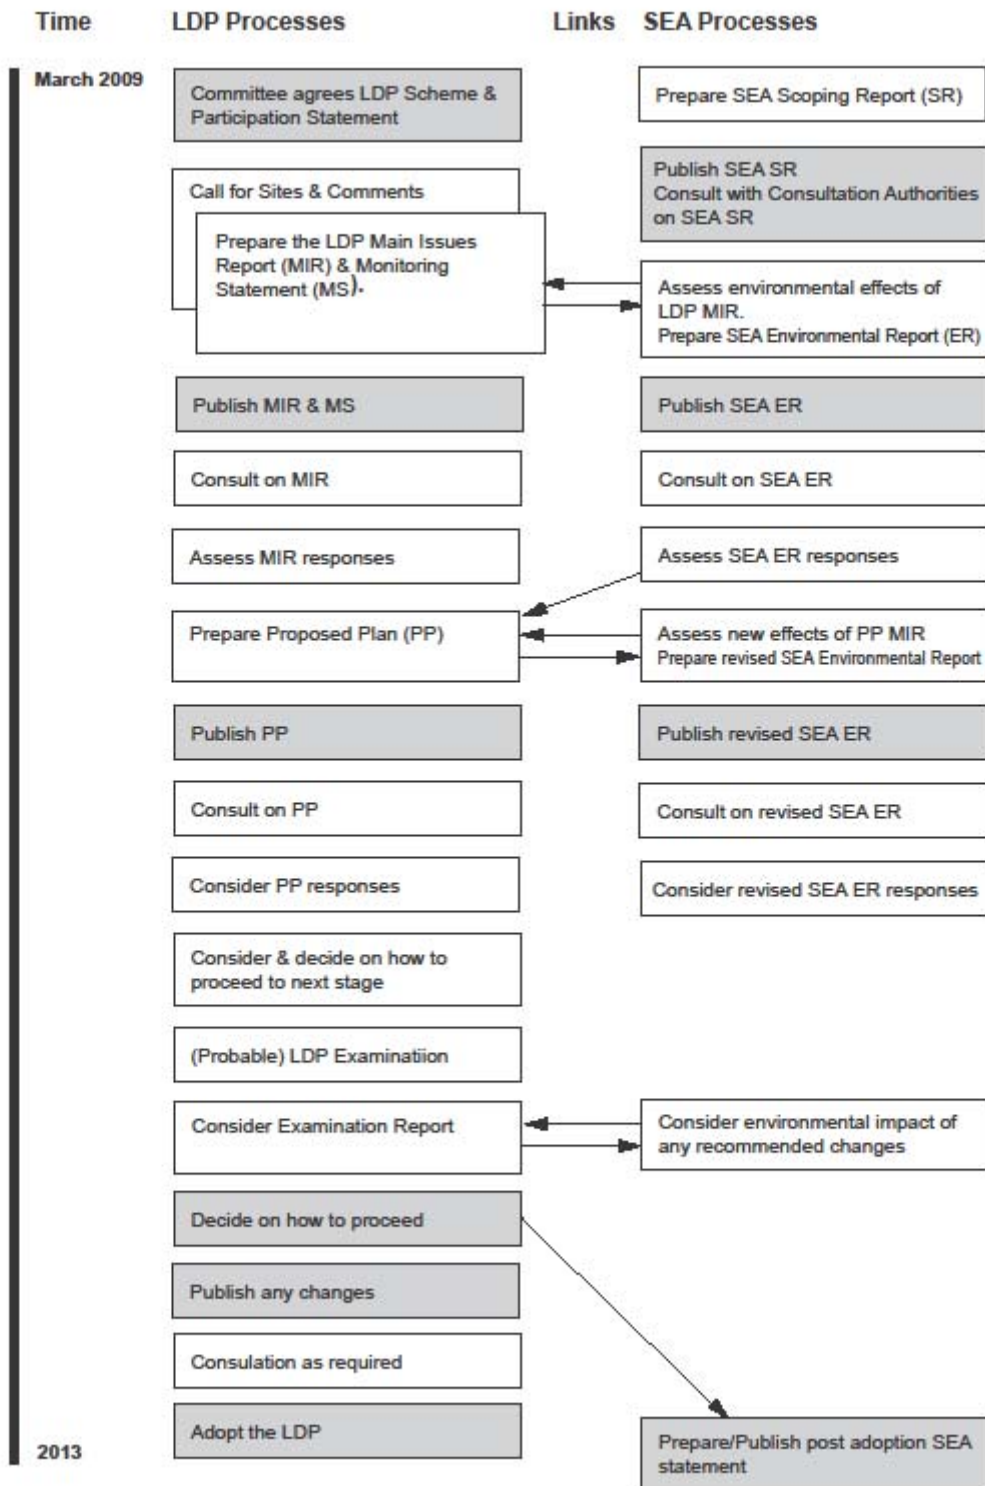 Time
LDP Processes
Links
SEA Processes
March 2009
Committee agrees LDP Scheme &
Participation Statement
Prepare SEA Scoping Report (SR)
Call for Sites & Comments
Publish SEA SR
Consult with Consultation Authorities
on SEA SR
Prepare the LDP Main Issues
Report (MIR) & Monitoring
Statement (MS).
Assess environmental effects of
LDP MIR.
Prepare SEA Environmental Report (ER)
Publish MIR & MS
Publish SEA ER
Consult on MIR
Consult on SEA ER
Assess MIR responses
Assess SEA ER responses
Prepare Proposed Plan (PP)
Assess new effects of PP MIR
Prepare revised SEA Environmental Report
Publish PP
Publish revised SEA ER
Consult on PP
Consult on revised SEA ER
Consider PP responses
Consider revised SEA ER responses
Consider & decide on how to
proceed to next stage
(Probable) LDP Examinatiion
Consider Examination Report
Consider environmental impact of
any recommended changes
Decide on how to proceed
Publish any changes
Consulation as required
Adopt the LDP
2013
Prepare/Publish post adoption SEA
statement